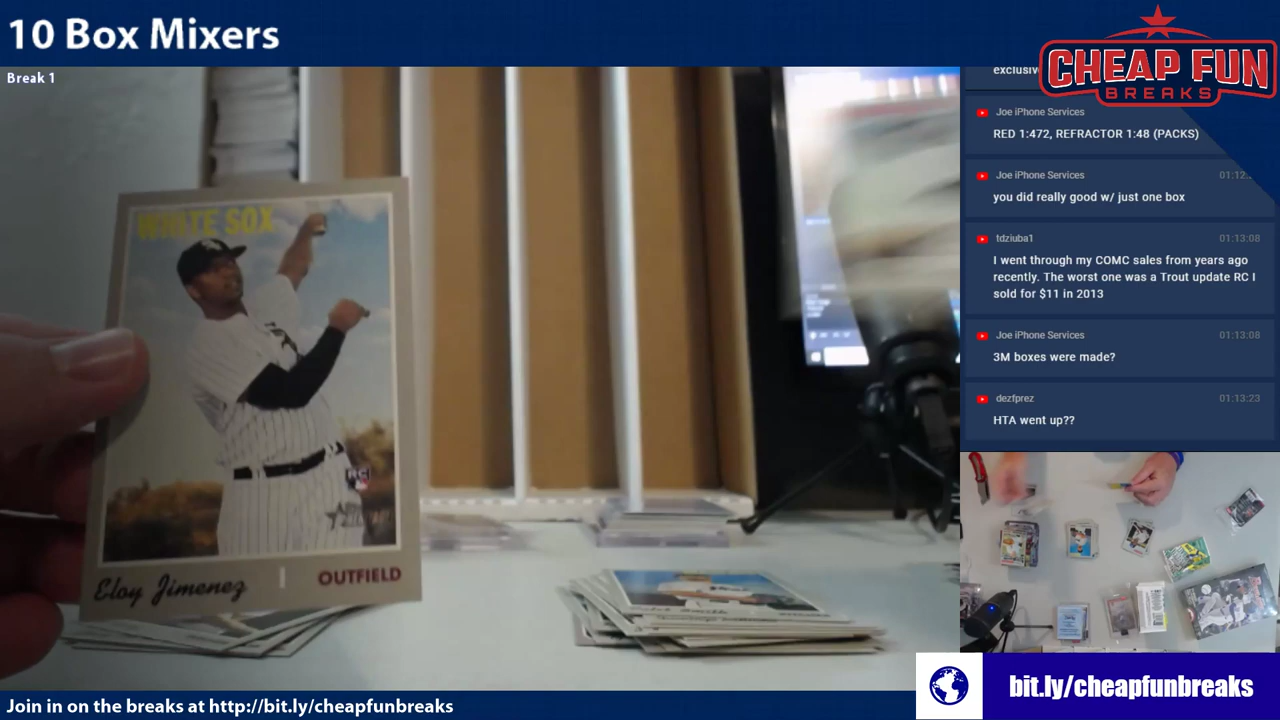 10 Box Mixers
Break 1
CHEAP FUN
BREAKS
Joe iPhone Services
RED 1:472, REFRACTOR 1:48 (PACKS)
Joe iPhone Services
you did really good w/ just one box
tdziuba1 01:13:08
I went through my COMC sales from years ago
recently. The worst one was a Trout update RC I
sold for $11 in 2013
Joe iPhone Services 01:13:08
3M boxes were made?
dezfprez 01:13:23
HTA went up??
WHITE SOX
RC
Eloy Jimenez | OUTFIELD
bit.ly/cheapfunbreaks
Join in on the breaks at http://bit.ly/cheapfunbreaks